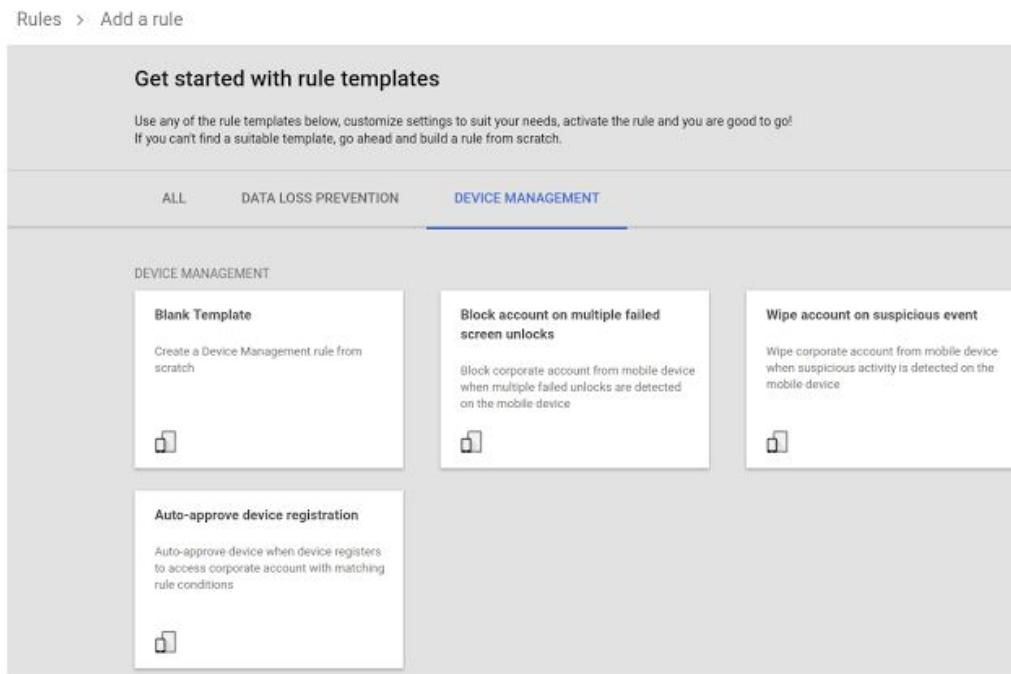 Rules > Add a rule
Get started with rule templates
Use any of the rule templates below, customize settings to suit your needs, activate the rule and you are good to go!
If you can't find a suitable template, go ahead and build a rule from scratch.
ALL DATA LOSS PREVENTION DEVICE MANAGEMENT
DEVICE MANAGEMENT
Blank Template
Create a Device Management rule from
scratch
Block account on multiple failed
screen unlocks
Block corporate account from mobile device
when multiple failed unlocks are detected
on the mobile device
Wipe account on suspicious event
Wipe corporate account from mobile device
when suspicious activity is detected on the
mobile device
Auto-approve device registration
Auto-approve device when device registers
to access corporate account with matching
rule conditions